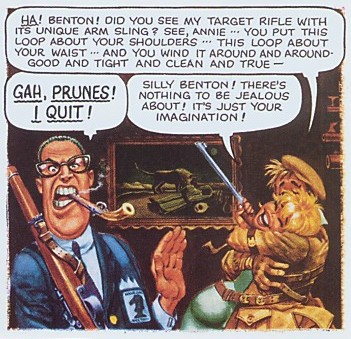 HA! BENTON! DID YOU SEE MY TARGET RIFLE WITH
ITS UNIQUE ARM SLING? SEE, ANNIE ··· YOU PUT THIS
LOOP ABOUT YOUR SHOULDERS ··· THIS LOOP ABOUT
YOUR WAIST ··· AND YOU WIND IT AROUND AND AROUND-
GOOD AND TIGHT AND CLEAN AND TRUE —
GAH, PRUNES!
I QUIT!
SILLY BENTON! THERE'S
NOTHING TO BE JEALOUS
ABOUT! IT'S JUST YOUR
IMAGINATION!